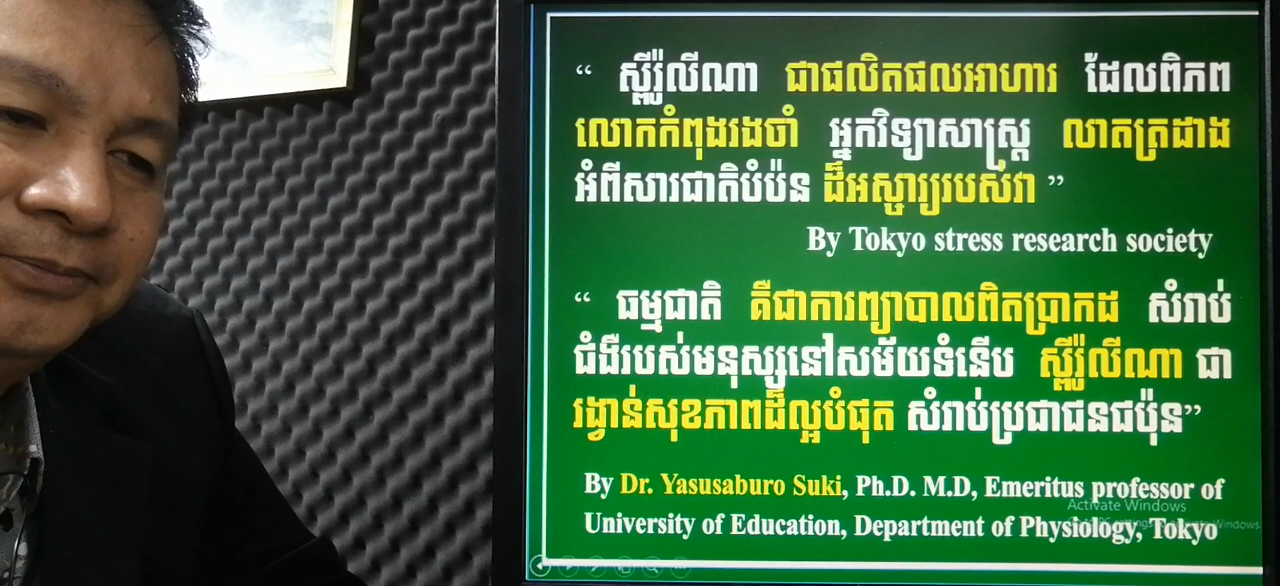 “ ស្ពីរ៉ូលីណា ជាផលិតផលអាហារ ដែលពិភព
លោកកំពុងរងចាំ អ្នកវិទ្យាសាស្ត្រ លាតត្រដាង
អំពីសារជាតិបំប៉ន ដ៏អស្ចារ្យរបស់វា ”
By Tokyo stress research society
“ ធម្មជាតិ គឺជាការព្យាបាលពិតប្រាកដ សំរាប់
ជំងឺរបស់មនុស្សនៅសម័យទំនើប ស្ពីរ៉ូលីណា ជា
រង្វាន់សុខភាពដ៏ល្អបំផុត សំរាប់ប្រជាជនជប៉ុន”
By Dr. Yasusaburo Suki, Ph.D. M.D, Emeritus professor of
University of Education, Department of Physiology, Tokyo
Activate Windows